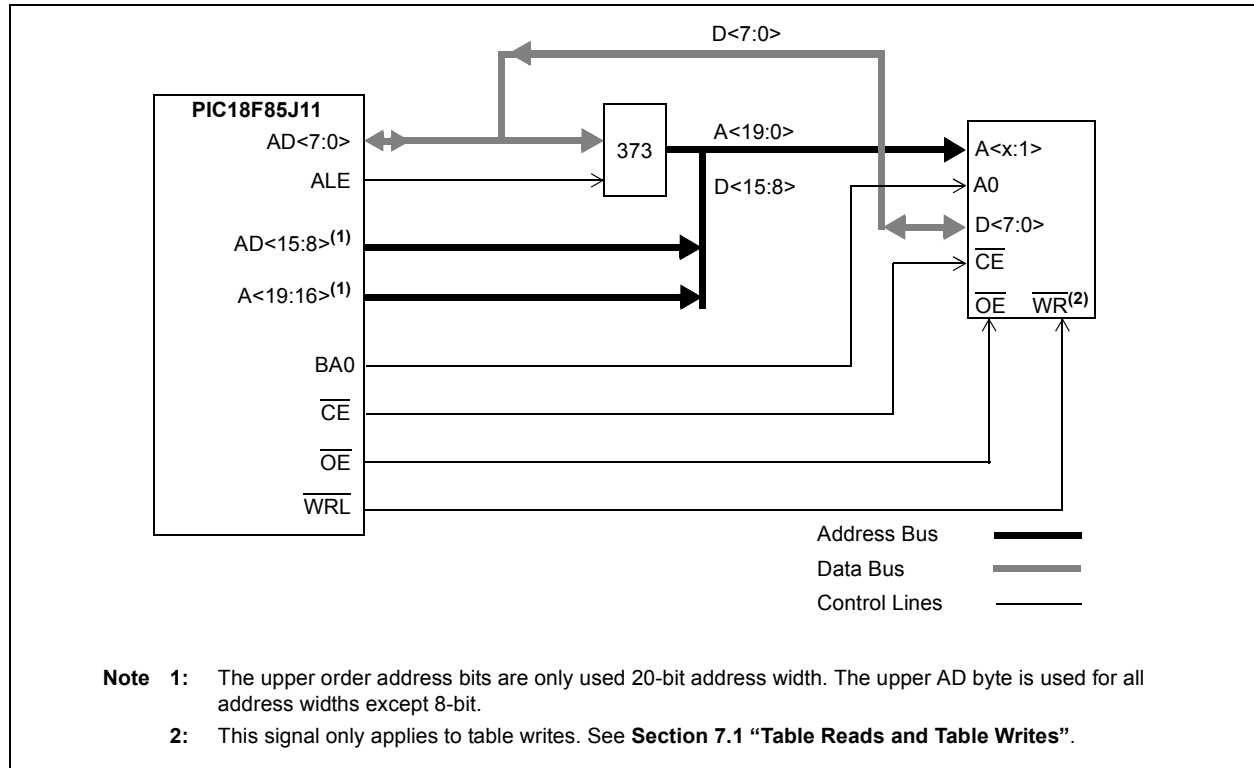 D<7:0>
PIC18F85J11
AD<7:0>
373
A<19:0>
A<x:1>
ALE
D<15:8>
A0
AD<15:8>(1)
D<7:0>
A<19:16>(1)
CE
OE WR(2)
BA0
CE
OE
WRL
Address Bus
Data Bus
Control Lines
Note 1: The upper order address bits are only used 20-bit address width. The upper AD byte is used for all
address widths except 8-bit.
2: This signal only applies to table writes. See Section 7.1 “Table Reads and Table Writes”.